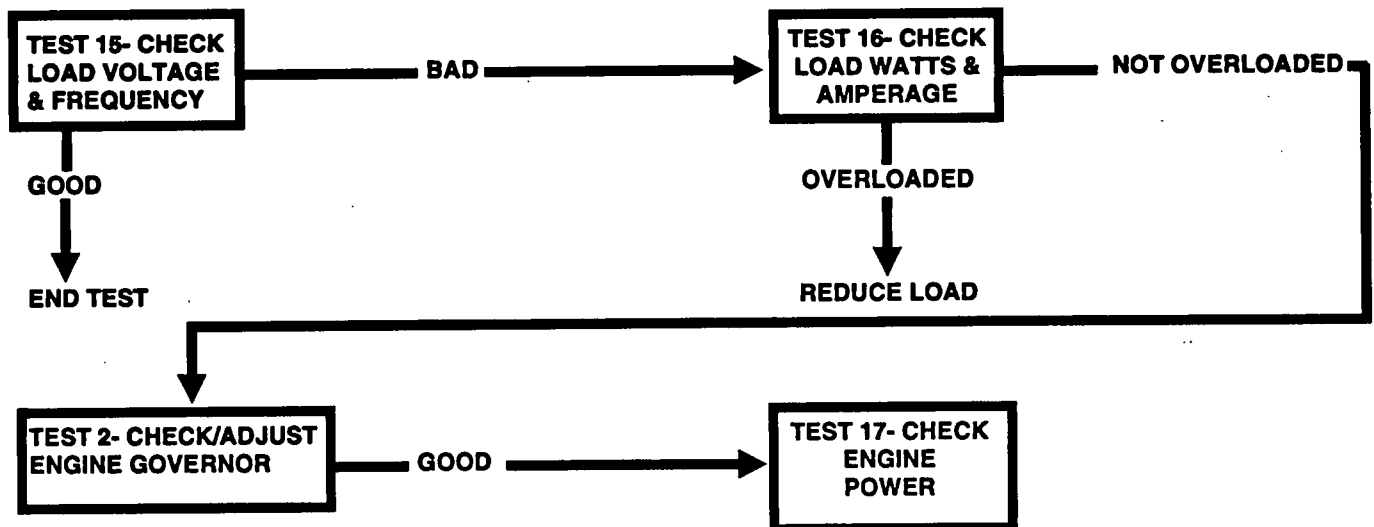 TEST 15- CHECK
LOAD VOLTAGE
& FREQUENCY
BAD
TEST 16- CHECK
LOAD WATTS &
AMPERAGE
NOT OVERLOADED
GOOD
OVERLOADED
END TEST
REDUCE LOAD
TEST 2- CHECK/ADJUST
ENGINE GOVERNOR
GOOD
TEST 17- CHECK
ENGINE
POWER